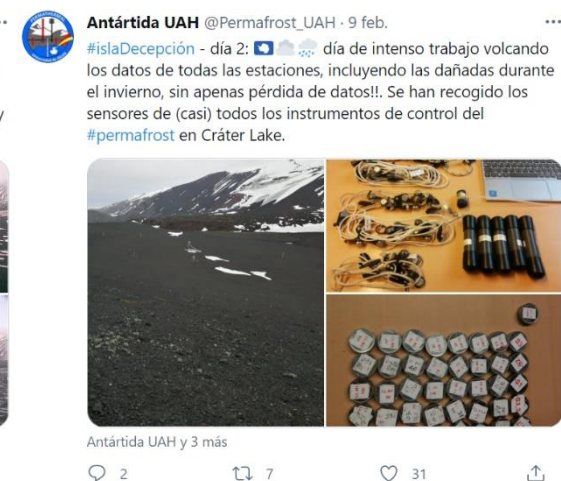 Antártida UAH @Permafrost_UAH · 9 feb.
#islaDecepción - día 2: 🇦🇶 ☁️ 🌨️ día de intenso trabajo volcando
los datos de todas las estaciones, incluyendo las dañadas durante
el invierno, sin apenas pérdida de datos!!. Se han recogido los
sensores de (casi) todos los instrumentos de control del
#permafrost en Cráter Lake.
Antártida UAH y 3 más
2 7 31